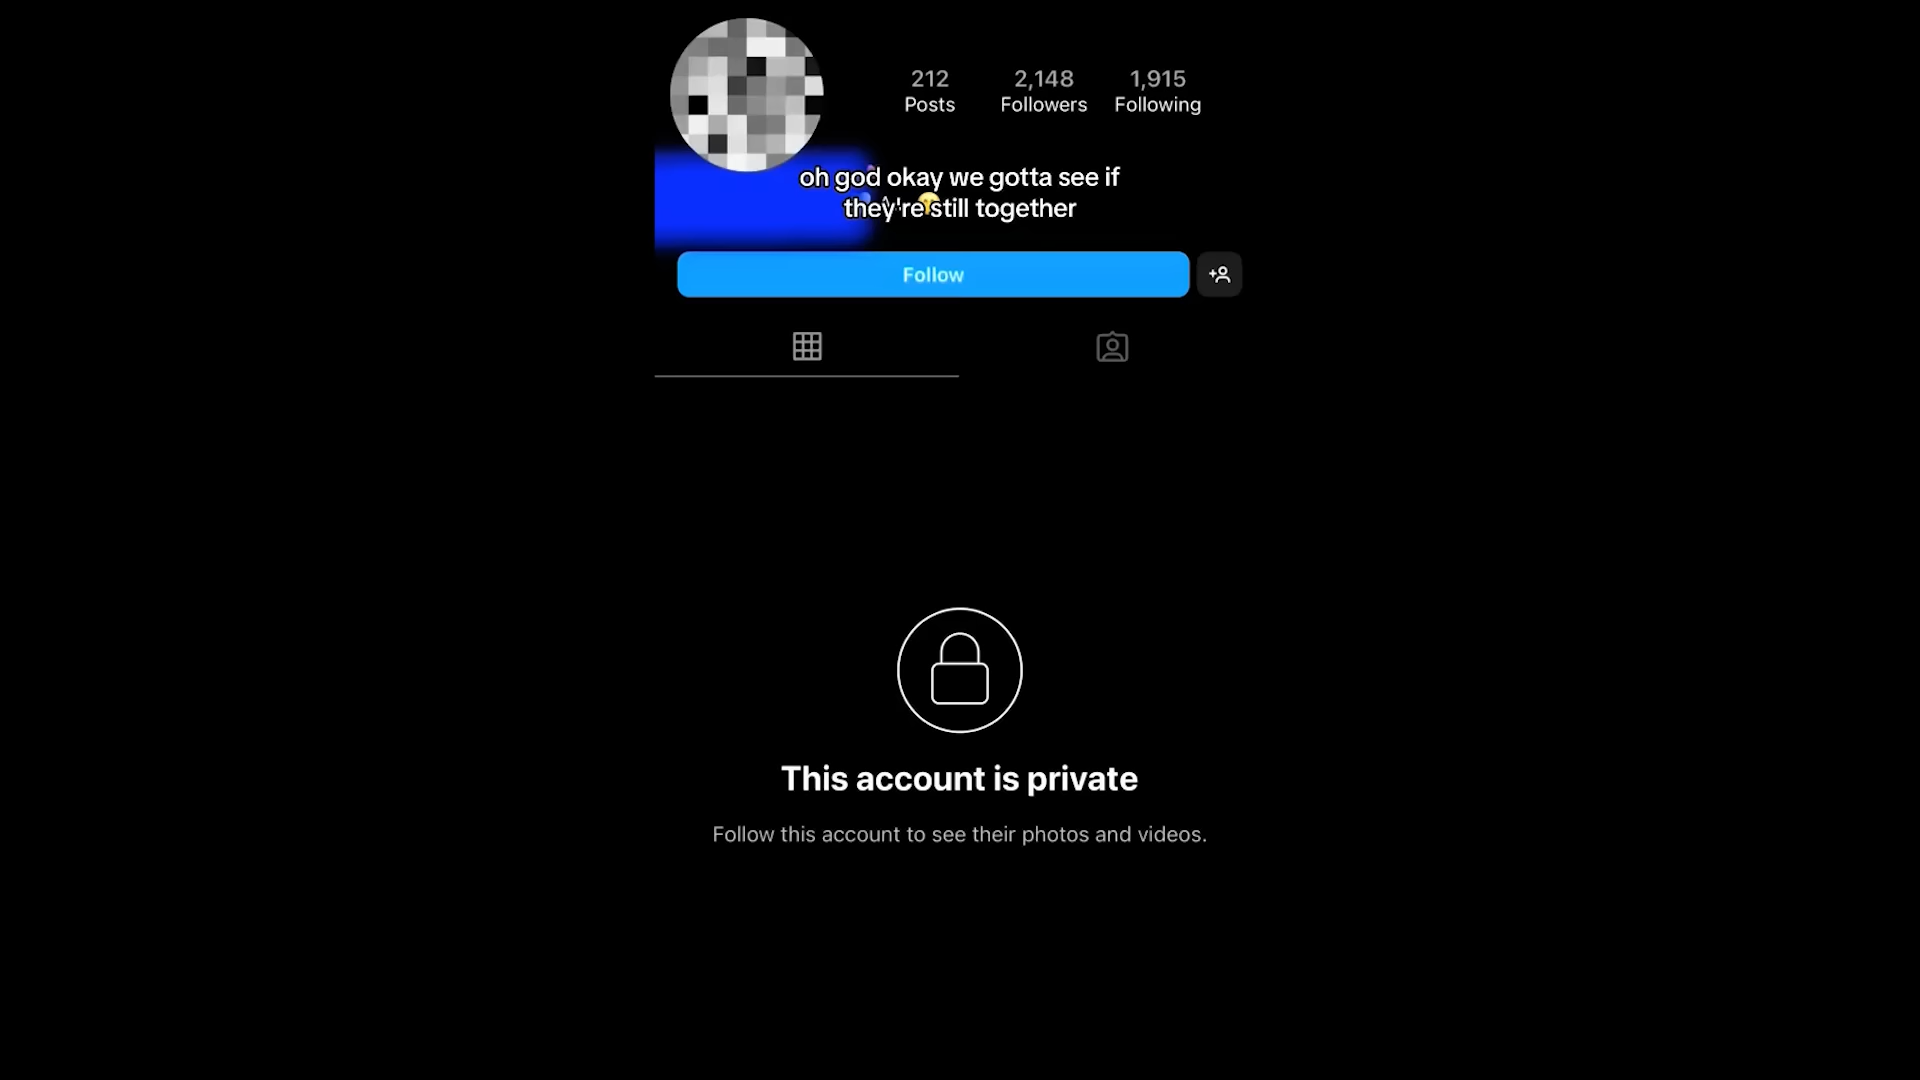 212 2,148 1,915
Posts Followers Following
oh god okay we gotta see if
they're still together
Follow
This account is private
Follow this account to see their photos and videos.